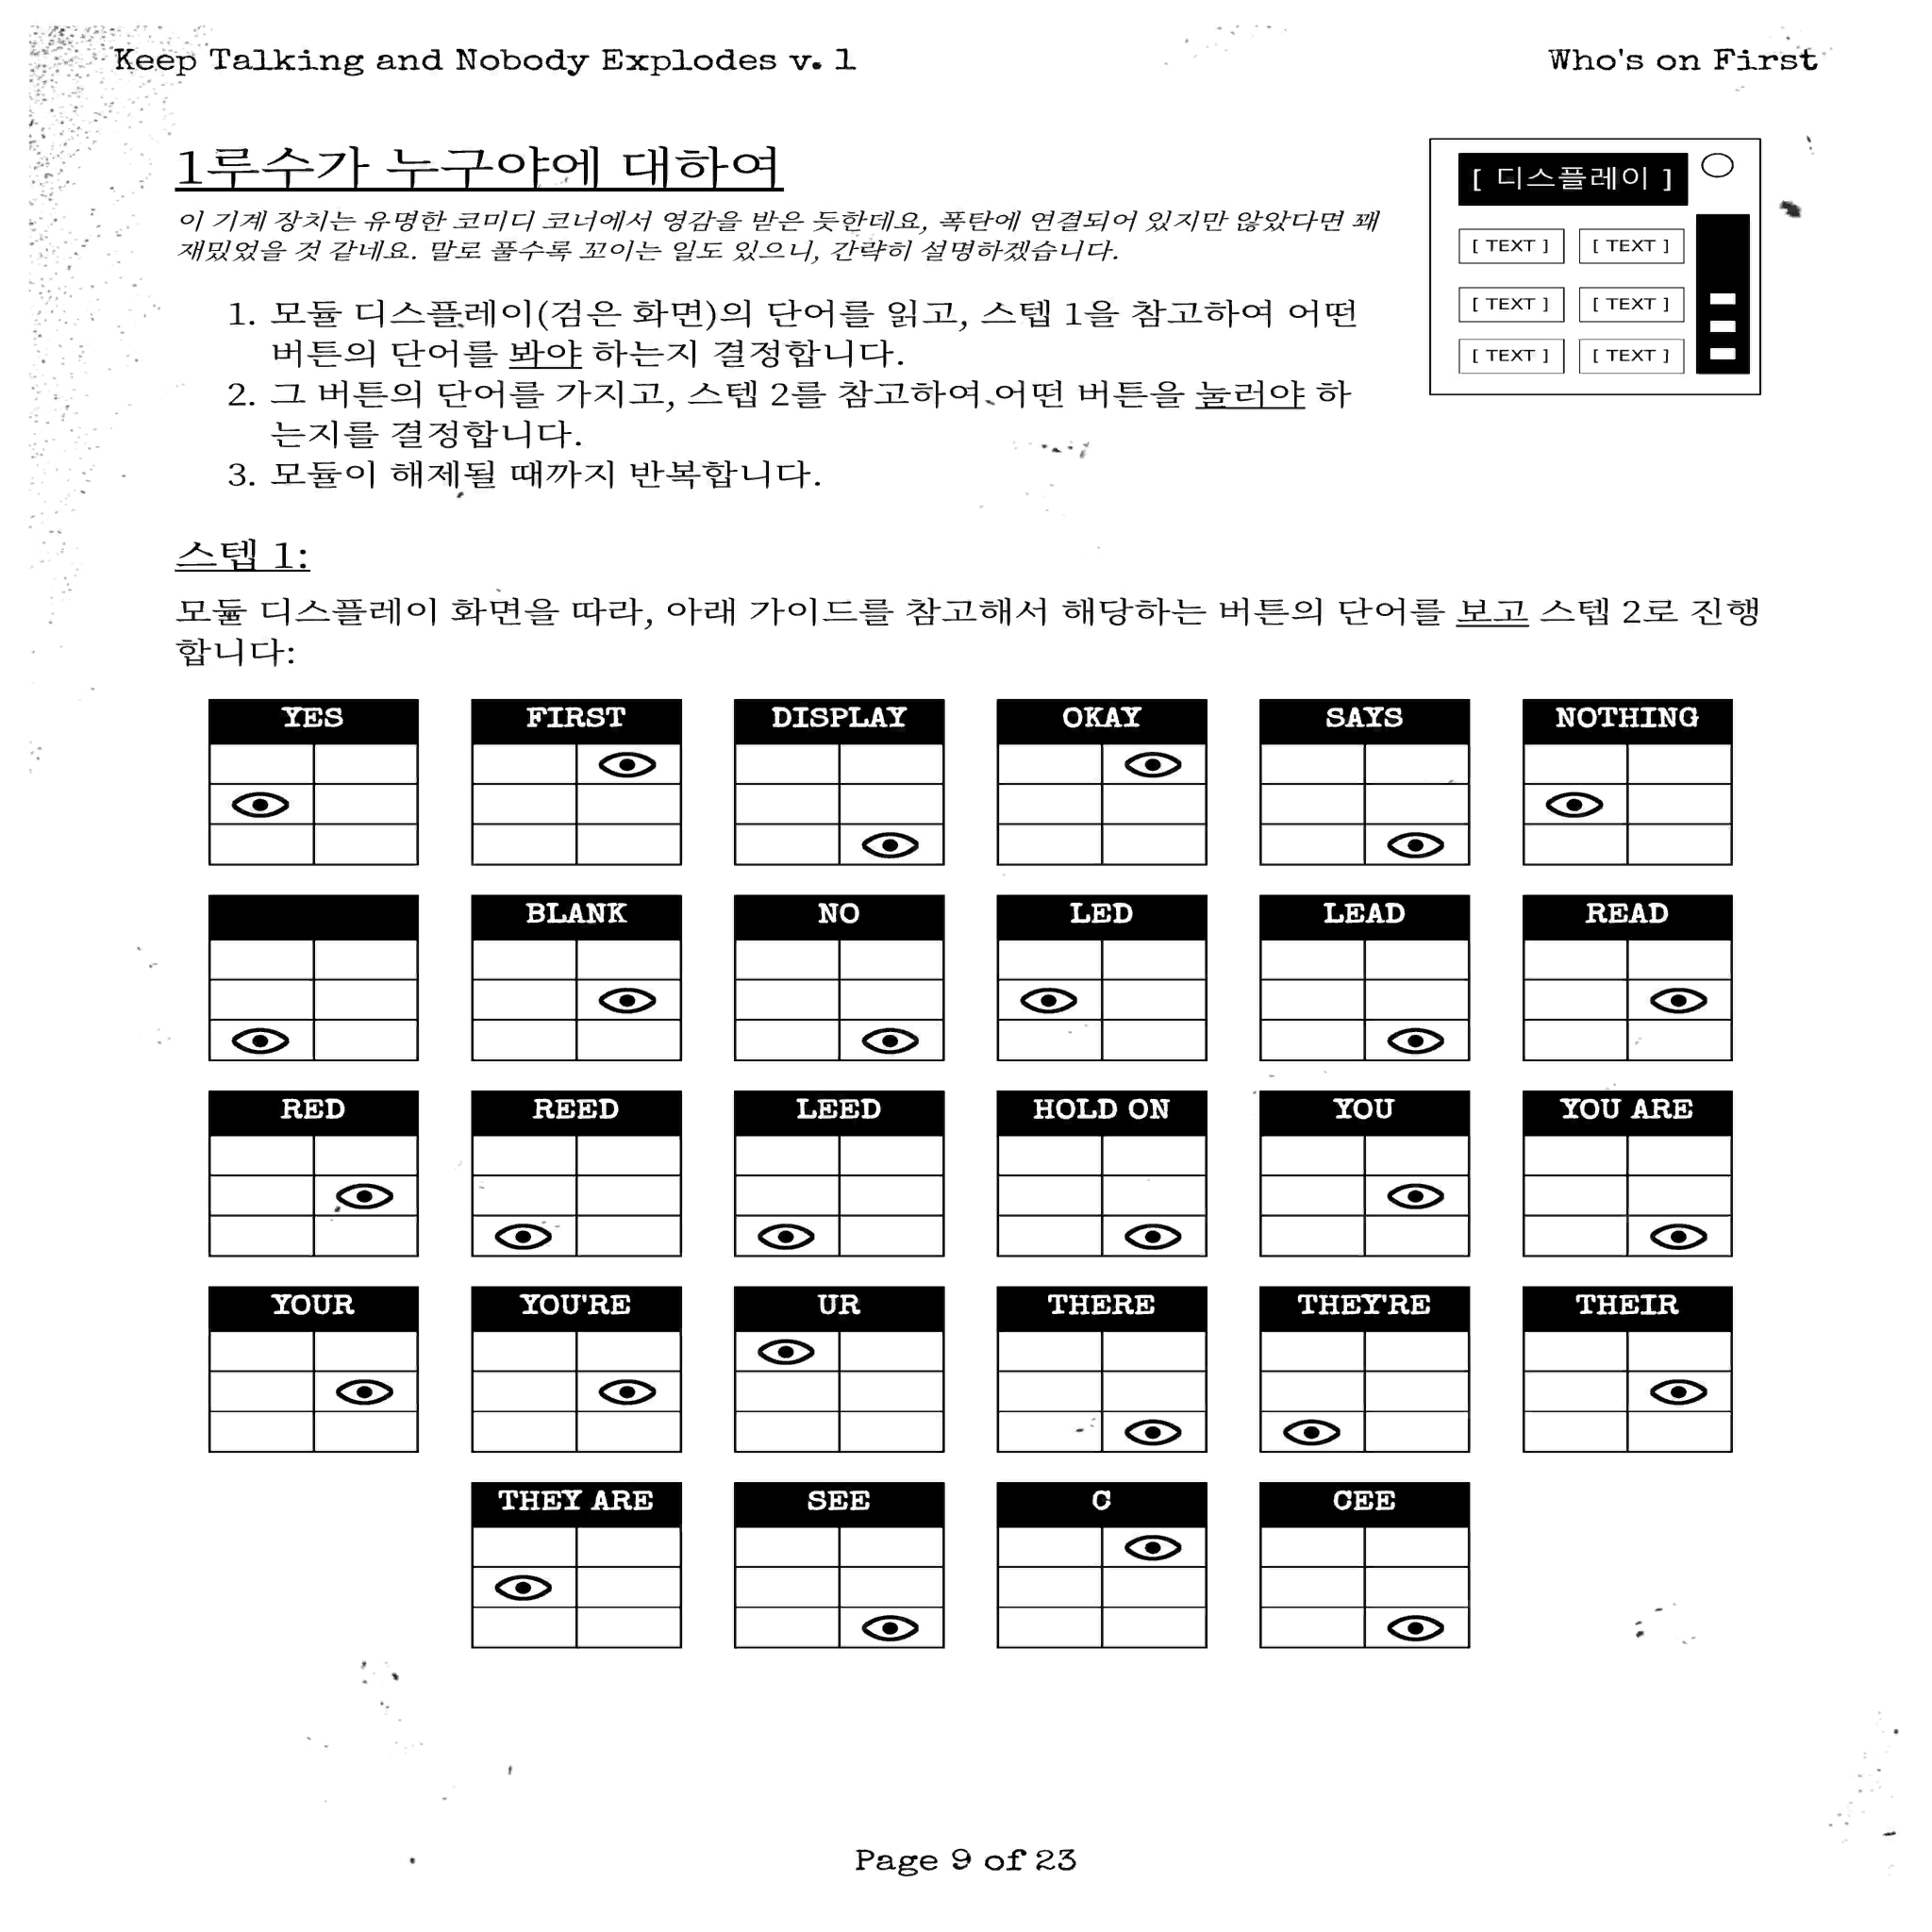 Keep Talking and Nobody Explodes v. 1
Who's on First
1루수가 누구야에 대하여
이 기계 장치는 유명한 코미디 코너에서 영감을 받은 듯한데요, 폭탄에 연결되어 있지만 않았다면 꽤
재밌었을 것 같네요. 말로 풀수록 꼬이는 일도 있으니, 간략히 설명하겠습니다.
[ 디스플레이 ]
[ TEXT ] [ TEXT ]
[ TEXT ] [ TEXT ]
[ TEXT ] [ TEXT ]
1. 모듈 디스플레이(검은 화면)의 단어를 읽고, 스텝 1을 참고하여 어떤
버튼의 단어를 봐야 하는지 결정합니다.
2. 그 버튼의 단어를 가지고, 스텝 2를 참고하여 어떤 버튼을 눌러야 하
는지를 결정합니다.
3. 모듈이 해제될 때까지 반복합니다.
스텝 1:
모듈 디스플레이 화면을 따라, 아래 가이드를 참고해서 해당하는 버튼의 단어를 보고 스텝 2로 진행
합니다:
YES FIRST DISPLAY OKAY SAYS NOTHING
BLANK NO LED LEAD READ
RED REED LEED HOLD ON YOU YOU ARE
YOUR YOU'RE UR THERE THEY'RE THEIR
THEY ARE SEE C CEE
Page 9 of 23